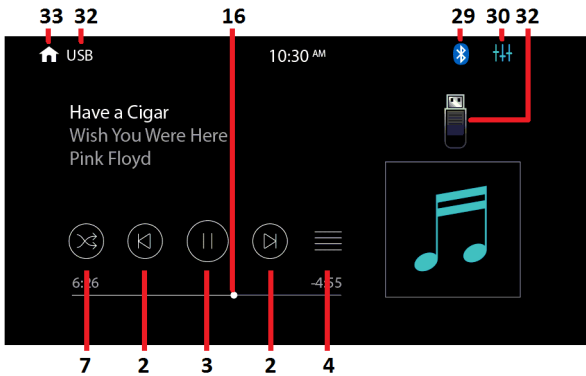 33 32 16 29 30 32
USB 10:30 AM
Have a Cigar
Wish You Were Here
Pink Floyd
6:26 -4:55
7 2 3 2 4